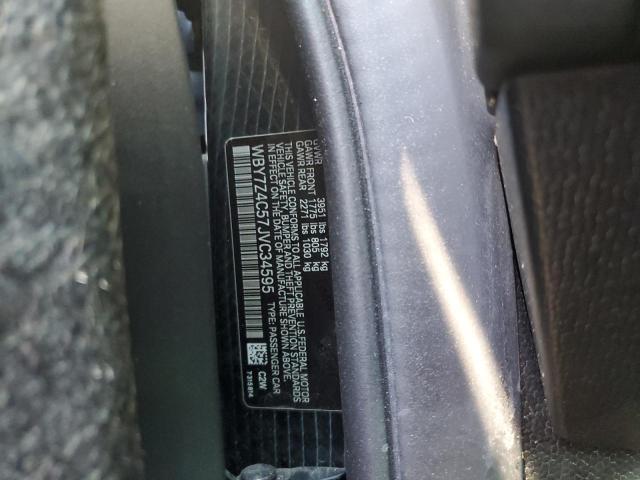 GVWR 3951 lbs 1792 kg
GAWR FRONT 1775 lbs 805 kg
GAWR REAR 2271 lbs 1030 kg
THIS VEHICLE CONFORMS TO ALL APPLICABLE U.S.FEDERAL MOTOR
VEHICLE SAFETY, BUMPER AND THEFT PREVENTION STANDARDS
IN EFFECT ON THE DATE OF MANUFACTURE SHOWN ABOVE.
WBY7Z4C57JVC34595 TYPE: PASSENGER CAR
C2W
7315814